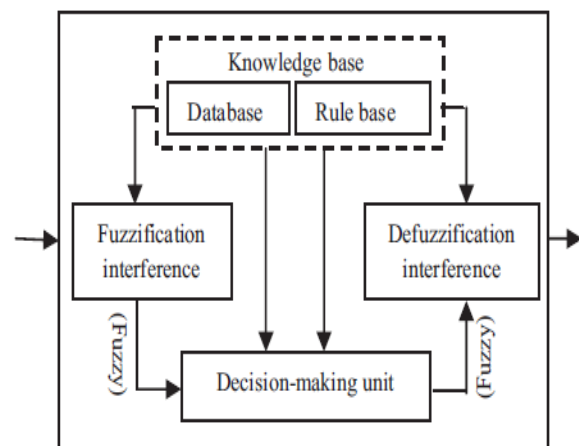 Knowledge base
Database
Rule base
Fuzzification
interference
Defuzzification
interference
(Fuzzy)
(Fuzzy)
Decision-making unit